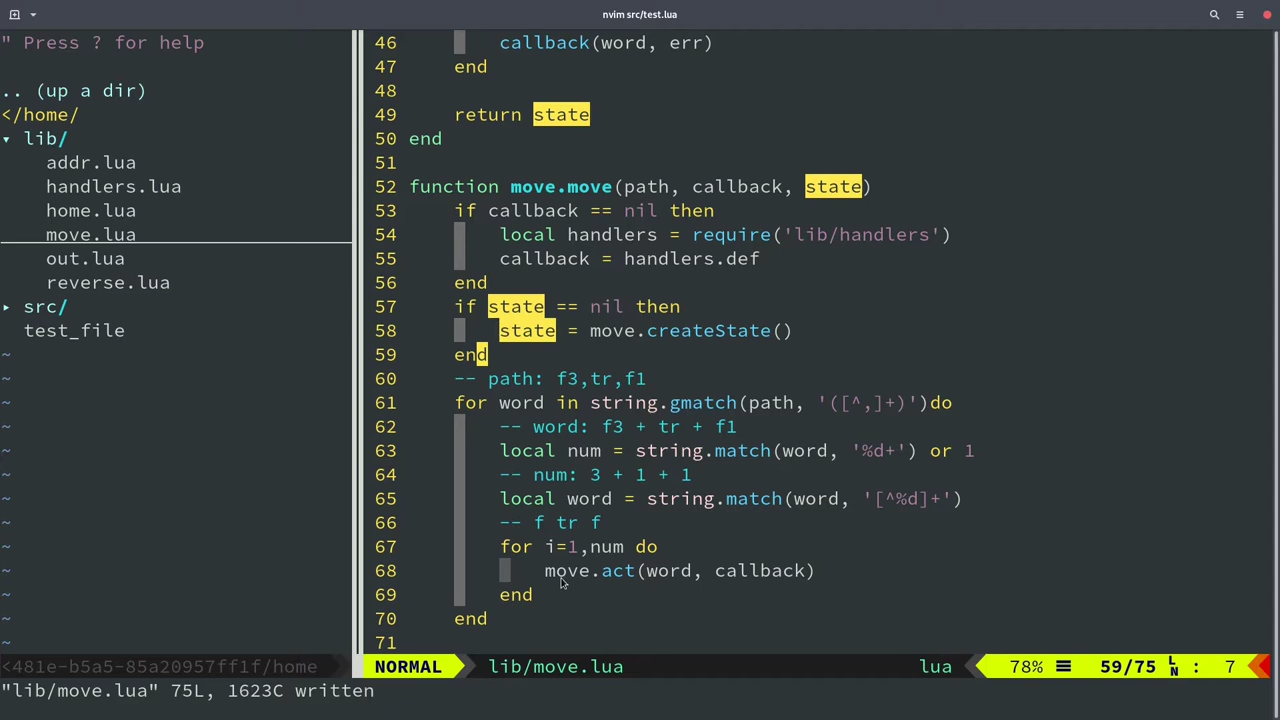 nvim src/test.lua
" Press ? for help
.. (up a dir)
</home/
▾ lib/
addr.lua
handlers.lua
home.lua
move.lua
out.lua
reverse.lua
▸ src/
test_file
~
~
~
~
~
~
~
~
~
~
~
~
~
<481e-b5a5-85a20957ff1f/home
46 callback(word, err)
47 end
48
49 return state
50 end
51
52 function move.move(path, callback, state)
53 if callback == nil then
54 local handlers = require('lib/handlers')
55 callback = handlers.def
56 end
57 if state == nil then
58 state = move.createState()
59 end
60 -- path: f3,tr,f1
61 for word in string.gmatch(path, '([^,]+)')do
62 -- word: f3 + tr + f1
63 local num = string.match(word, '%d+') or 1
64 -- num: 3 + 1 + 1
65 local word = string.match(word, '[^%d]+')
66 -- f tr f
67 for i=1,num do
68 move.act(word, callback)
69 end
70 end
71
NORMAL lib/move.lua lua 78% ☰ 59/75 LN : 7
"lib/move.lua" 75L, 1623C written